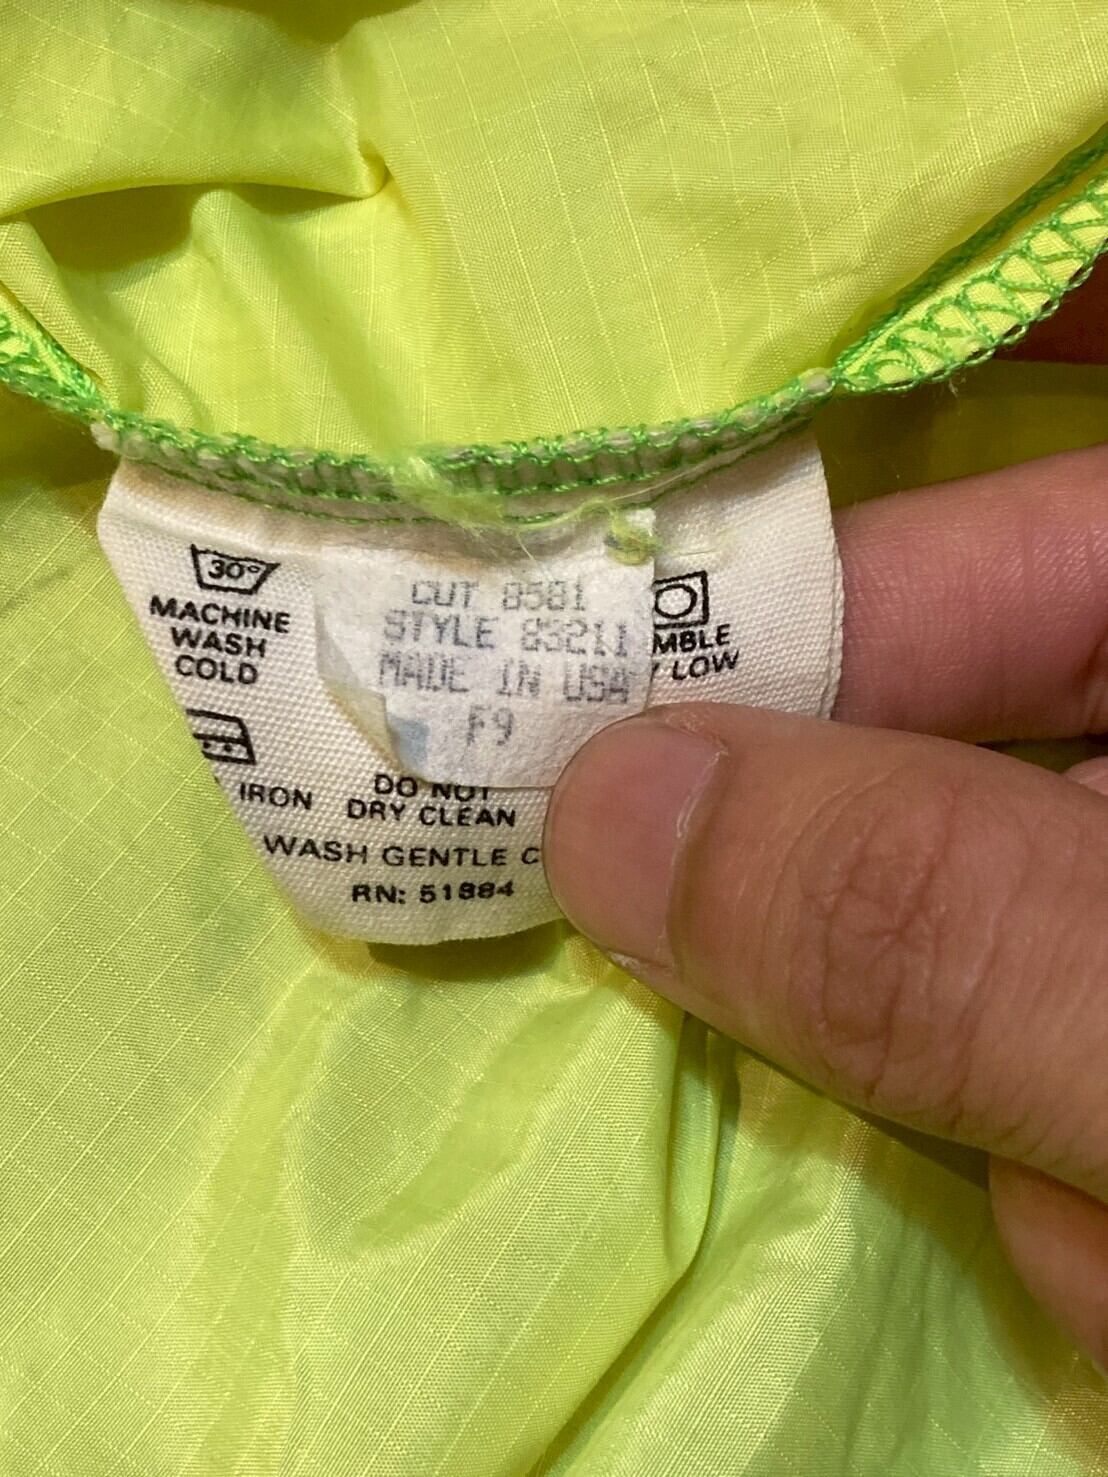 30°
MACHINE
WASH
COLD
CUT 8581
STYLE 83211
MADE IN USA
F9
MBLE
Y LOW
IRON
DO NOT
DRY CLEAN
WASH GENTLE C
RN: 51884